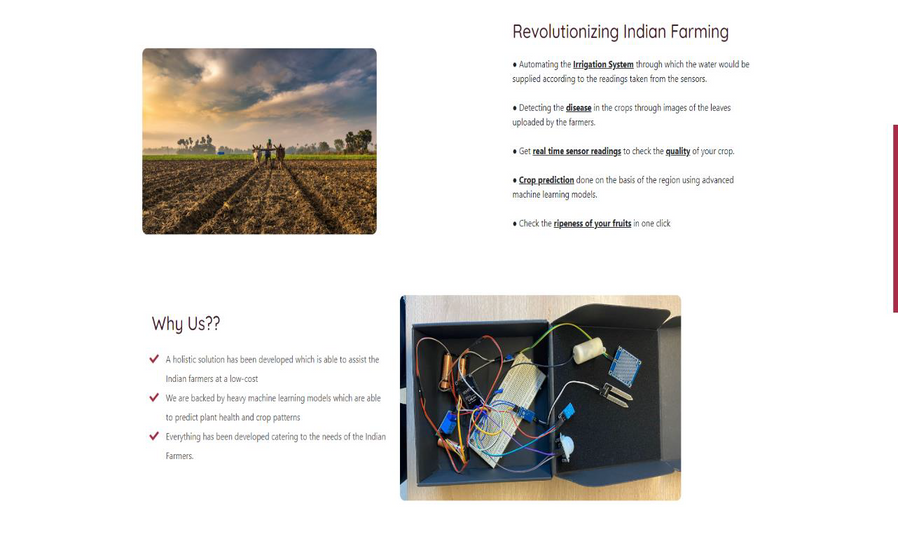 Revolutionizing Indian Farming
● Automating the Irrigation System through which the water would be
supplied according to the readings taken from the sensors.
● Detecting the disease in the crops through images of the leaves
uploaded by the farmers.
● Get real time sensor readings to check the quality of your crop.
● Crop prediction done on the basis of the region using advanced
machine learning models.
● Check the ripeness of your fruits in one click
Why Us??
✔ A holistic solution has been developed which is able to assist the
Indian farmers at a low-cost
✔ We are backed by heavy machine learning models which are able
to predict plant health and crop patterns
✔ Everything has been developed catering to the needs of the Indian
Farmers.